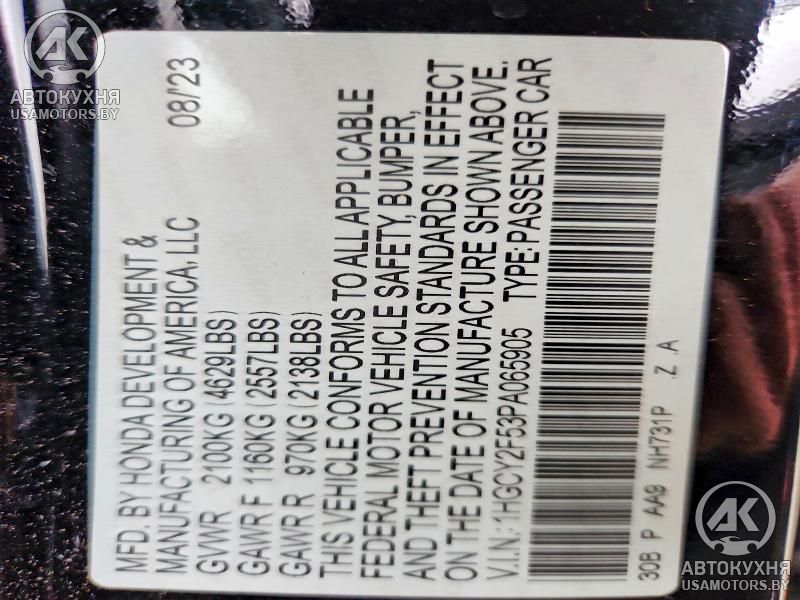 MFD. BY HONDA DEVELOPMENT &
MANUFACTURING OF AMERICA, LLC 08/'23
GVWR 2100KG (4629LBS)
GAWR F 1160KG (2557LBS)
GAWR R 970KG (2138LBS)
THIS VEHICLE CONFORMS TO ALL APPLICABLE
FEDERAL MOTOR VEHICLE SAFETY, BUMPER,
AND THEFT PREVENTION STANDARDS IN EFFECT
ON THE DATE OF MANUFACTURE SHOWN ABOVE.
V.I.N.:1HGCY2F53PA065905 TYPE:PASSENGER CAR
30B P AA9 NH731P .Z .A
АК
АВТОКУХНЯ
USAMOTORS.BY
АК
АВТОКУХНЯ
USAMOTORS.BY